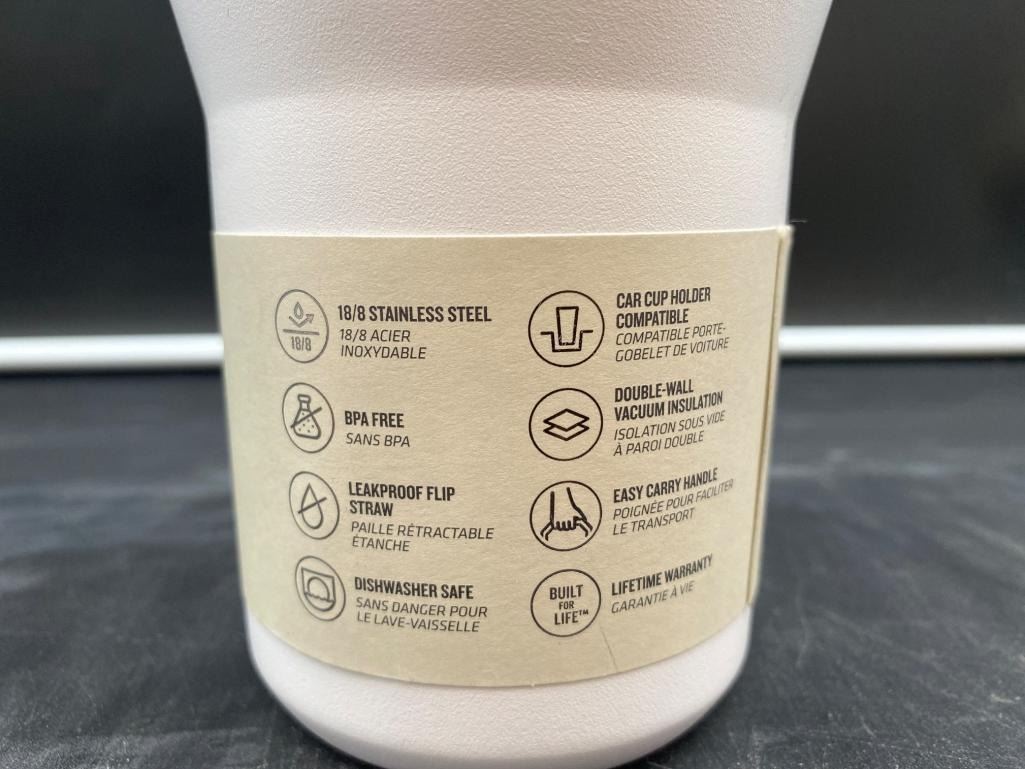 18/8
18/8 STAINLESS STEEL
18/8 ACIER
INOXYDABLE
BPA FREE
SANS BPA
LEAKPROOF FLIP
STRAW
PAILLE RÉTRACTABLE
ÉTANCHE
DISHWASHER SAFE
SANS DANGER POUR
LE LAVE-VAISSELLE
CAR CUP HOLDER
COMPATIBLE
COMPATIBLE PORTE-
GOBELET DE VOITURE
DOUBLE-WALL
VACUUM INSULATION
ISOLATION SOUS VIDE
À PAROI DOUBLE
EASY CARRY HANDLE
POIGNÉE POUR FACILITER
LE TRANSPORT
BUILT
FOR
LIFE™
LIFETIME WARRANTY
GARANTIE À VIE